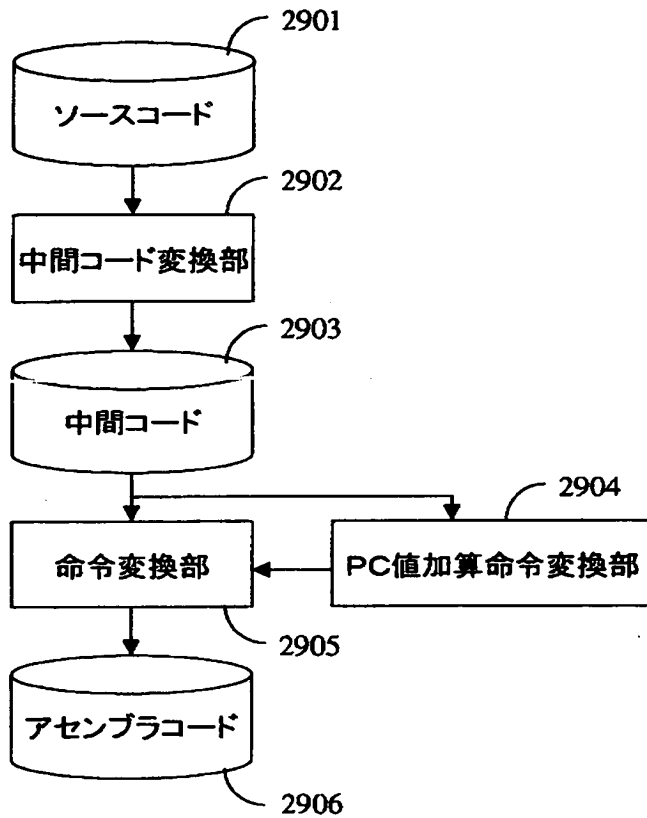 2901
ソースコード
2902
中間コード変換部
2903
中間コード
2904
命令変換部
PC値加算命令変換部
2905
アセンブラコード
2906